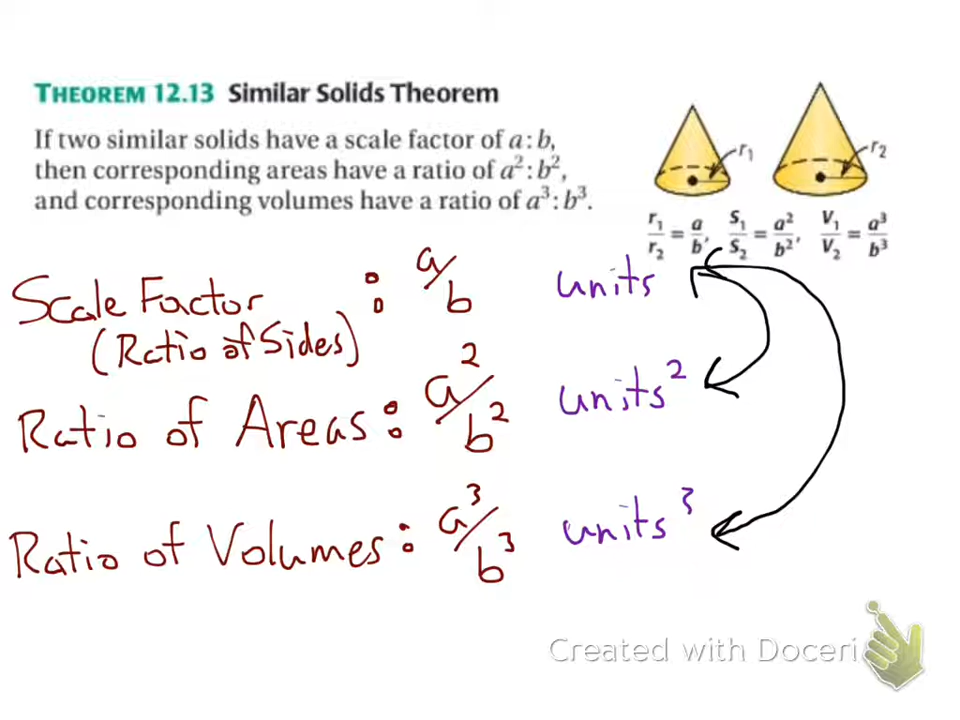 THEOREM 12.13 Similar Solids Theorem
If two similar solids have a scale factor of a : b,
then corresponding areas have a ratio of a² : b²,
and corresponding volumes have a ratio of a³ : b³.
r₁ r₂
r₁/r₂ = a/b, S₁/S₂ = a²/b², V₁/V₂ = a³/b³
Scale Factor : a/b units
(Ratio of Sides)
Ratio of Areas : a²/b² units²
Ratio of Volumes : a³/b³ units³
Created with Doceri